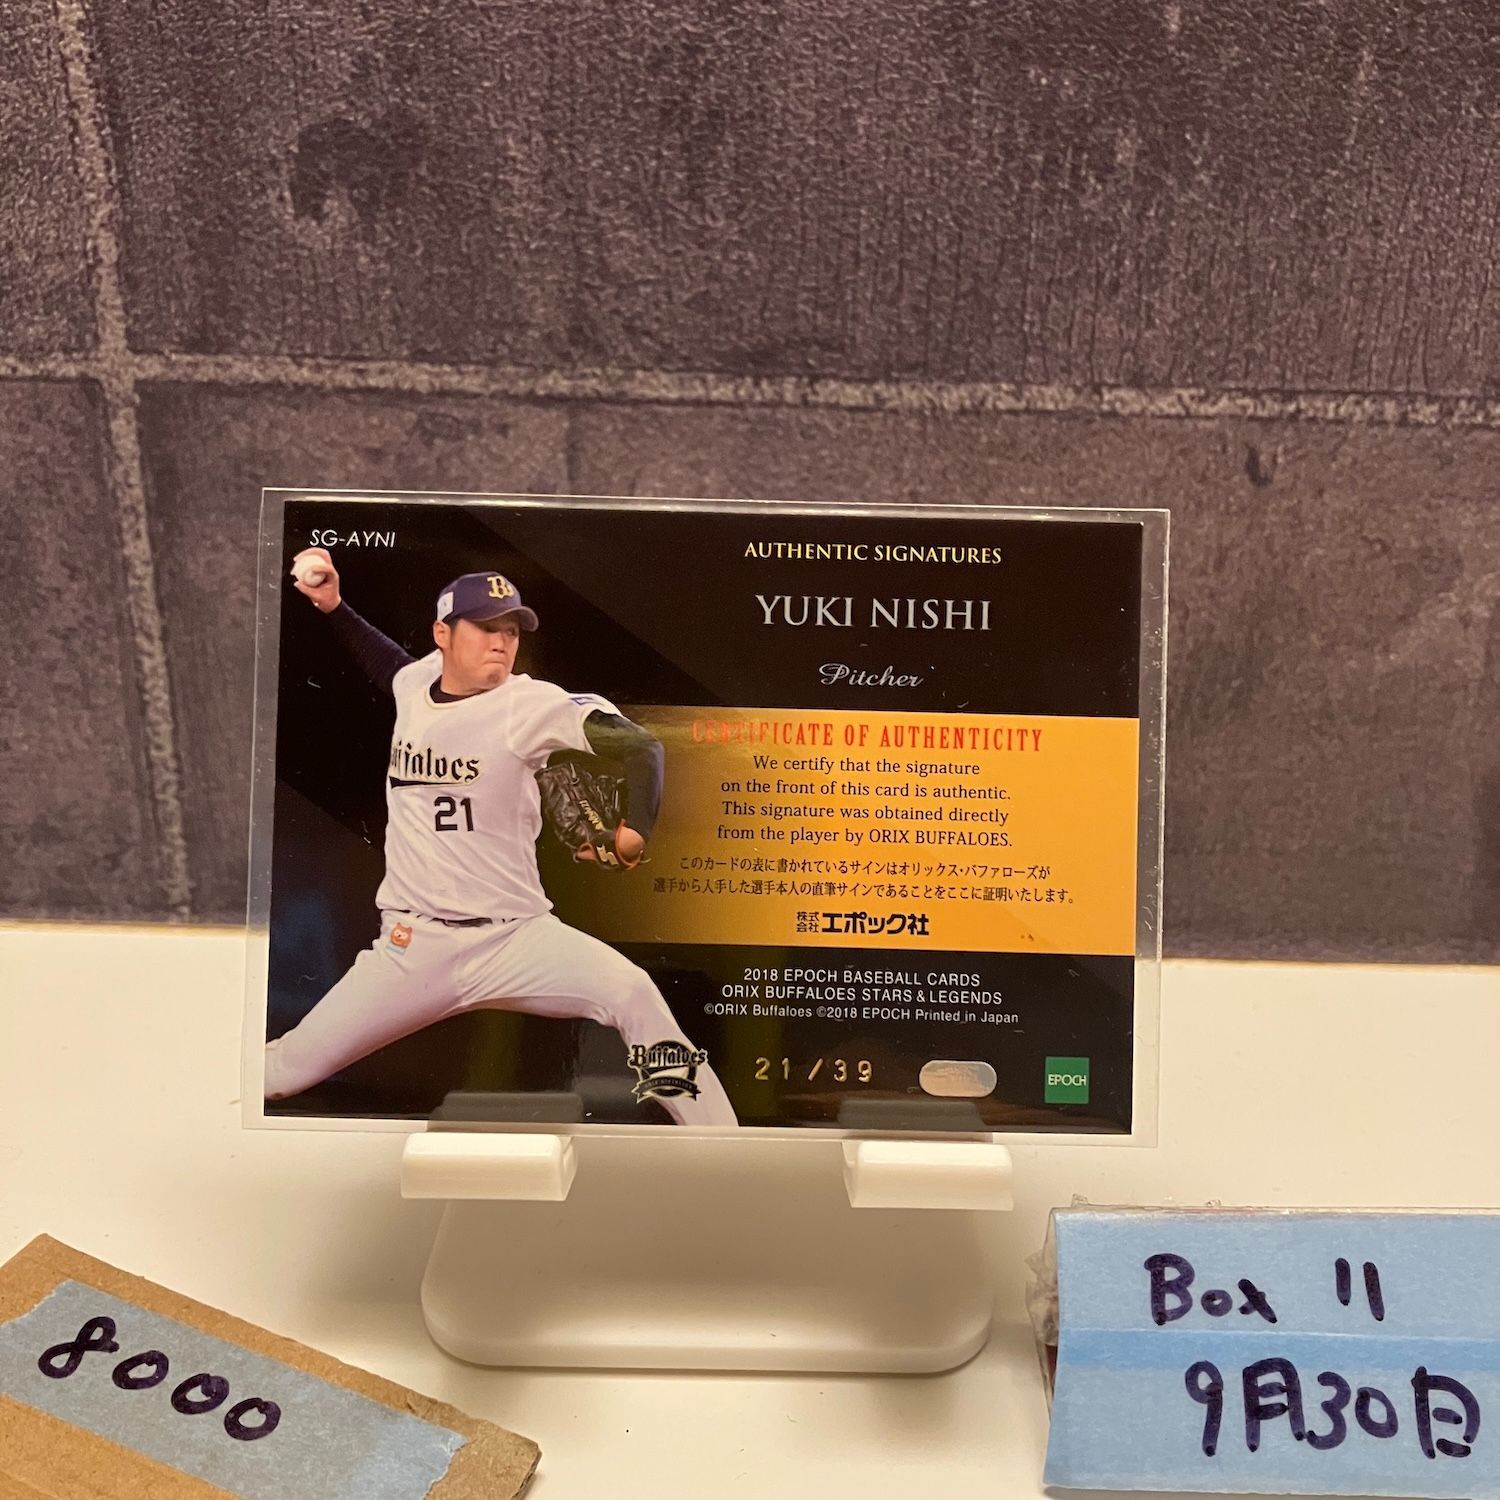 SG-AYNI
AUTHENTIC SIGNATURES
YUKI NISHI
Pitcher
CERTIFICATE OF AUTHENTICITY
We certify that the signature
on the front of this card is authentic.
This signature was obtained directly
from the player by ORIX BUFFALOES.
このカードの表に書かれているサインはオリックス・バファローズが
選手から入手した選手本人の直筆サインであることをここに証明いたします。
株式会社エポック社
2018 EPOCH BASEBALL CARDS
ORIX BUFFALOES STARS & LEGENDS
©ORIX Buffaloes ©2018 EPOCH Printed in Japan
21/39
EPOCH
Buffaloes
B
Buffaloes
21
8000
Box 11
9月30日